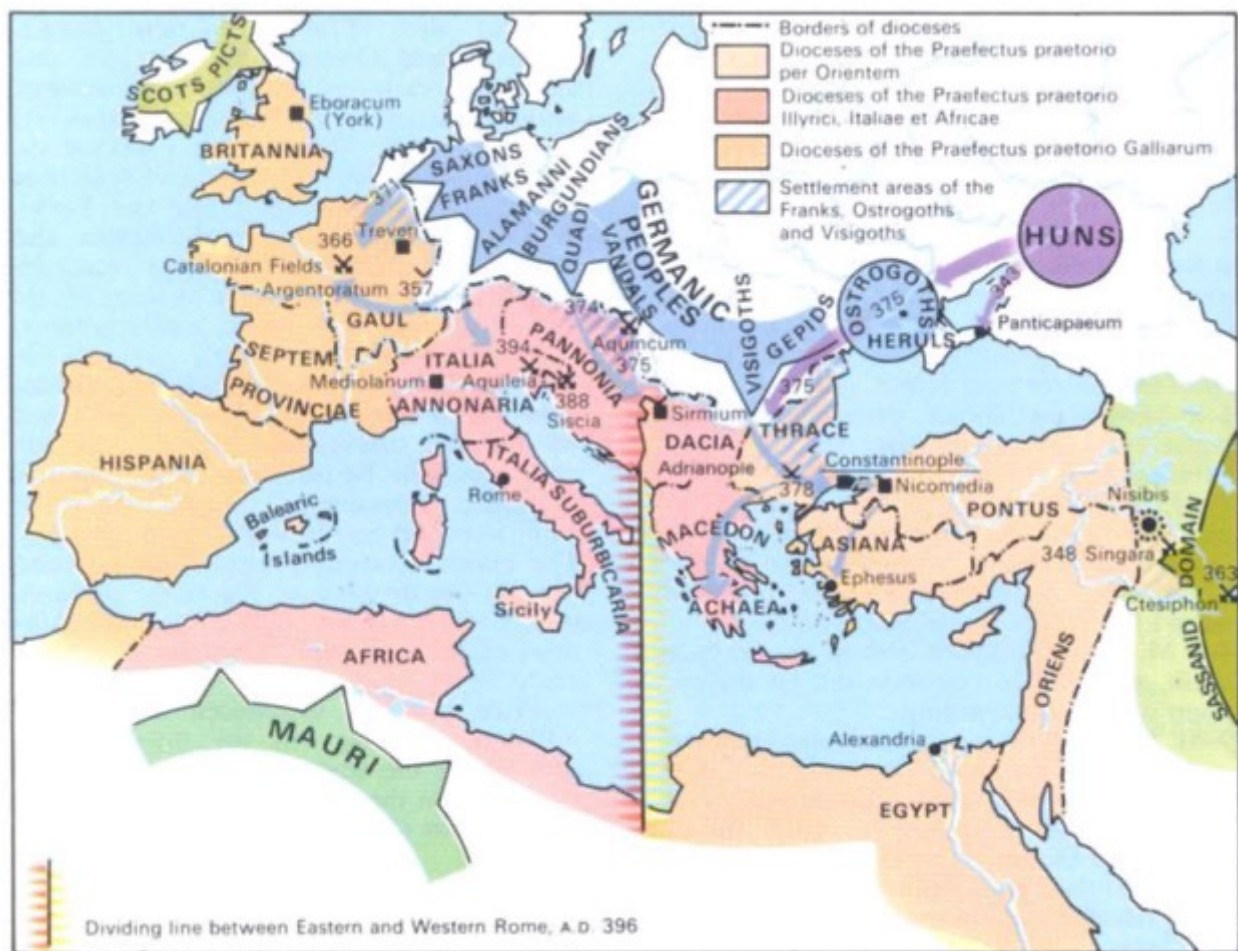 Borders of dioceses
Dioceses of the Praefectus praetorio
per Orientem
Dioceses of the Praefectus praetorio
Illyrici, Italiae et Africae
Dioceses of the Praefectus praetorio Galliarum
Settlement areas of the
Franks, Ostrogoths
and Visigoths
SCOTS PICTS
Eboracum
(York)
BRITANNIA
SAXONS
FRANKS
ALAMANNI
BURGUNDIANS
QUADI
VANDALS
GERMANIC
PEOPLES
VISIGOTHS
GEPIDS
OSTROGOTHS
375
HERULS
HUNS
343
Panticapaeum
371
366
Treveri
Catalonian Fields
Argentoratum
357
GAUL
SEPTEM
PROVINCIAE
HISPANIA
Balearic
Islands
ITALIA
ANNONARIA
Mediolanum
394
Aquileia
388
Siscia
PANNONIA
374
Aquincum
375
Sirmium
DACIA
375
THRACE
Adrianople
378
Constantinople
Nicomedia
PONTUS
Nisibis
348 Singara
363
Ctesiphon
SASSANID DOMAIN
MACEDON
ASIANA
Ephesus
ACHAEA
Rome
ITALIA SUBURBICARIA
Sicily
AFRICA
MAURI
ORIENS
Alexandria
EGYPT
Dividing line between Eastern and Western Rome, A.D. 396